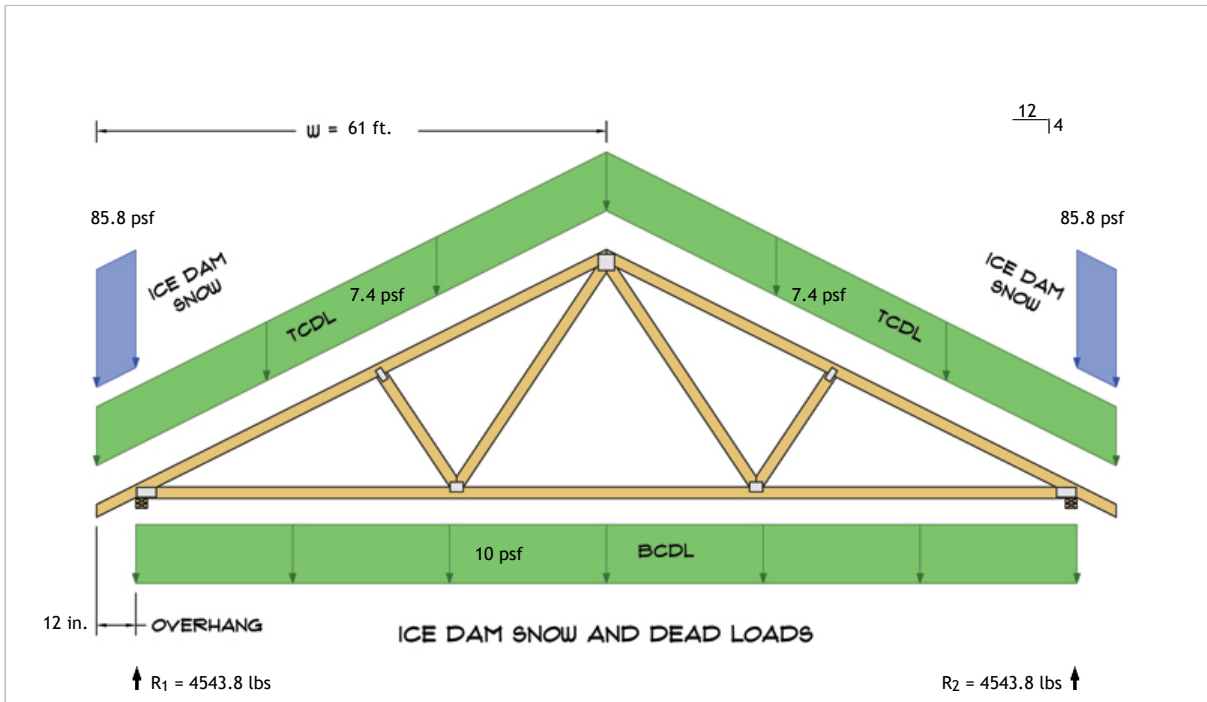 W = 61 ft.
12
4
85.8 psf
85.8 psf
ICE DAM
SNOW
ICE DAM
SNOW
7.4 psf
7.4 psf
TCDL
TCDL
10 psf
BCDL
12 in.
OVERHANG
ICE DAM SNOW AND DEAD LOADS
R1 = 4543.8 lbs
R2 = 4543.8 lbs